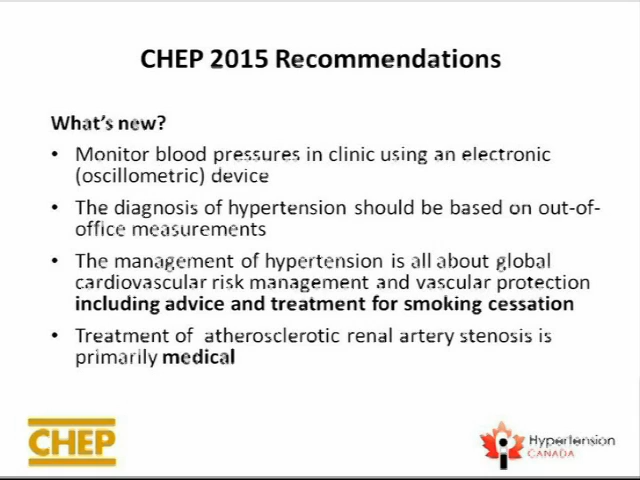 CHEP 2015 Recommendations
What's new?
• Monitor blood pressures in clinic using an electronic
(oscillometric) device
• The diagnosis of hypertension should be based on out-of-
office measurements
• The management of hypertension is all about global
cardiovascular risk management and vascular protection
including advice and treatment for smoking cessation
• Treatment of atherosclerotic renal artery stenosis is
primarily medical
CHEP
Hypertension
CANADA